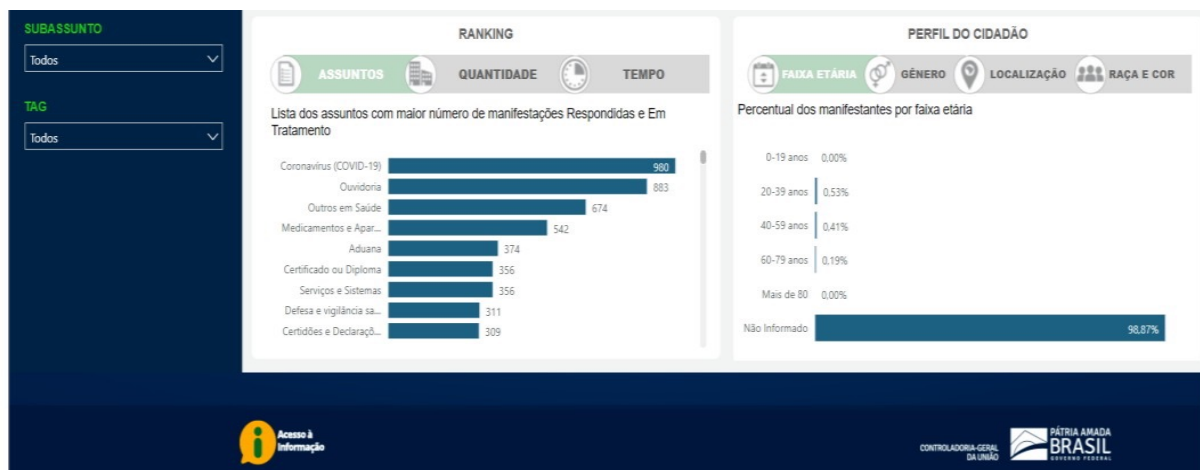 SUBASSUNTO
Todos
TAG
Todos
RANKING
ASSUNTOS
QUANTIDADE
TEMPO
Lista dos assuntos com maior número de manifestações Respondidas e Em
Tratamento
Coronavírus (COVID-19) 980
Ouvidoria 883
Outros em Saúde 674
Medicamentos e Apar... 542
Aduana 374
Certificado ou Diploma 356
Serviços e Sistemas 356
Defesa e vigilância sa... 311
Certidões e Declaraçõ... 309
PERFIL DO CIDADÃO
FAIXA ETÁRIA
GÊNERO
LOCALIZAÇÃO
RAÇA E COR
Percentual dos manifestantes por faixa etária
0-19 anos 0,00%
20-39 anos 0,53%
40-59 anos 0,41%
60-79 anos 0,19%
Mais de 80 0,00%
Não Informado 98,87%
Acesso à
Informação
CONTROLADORIA-GERAL
DA UNIÃO
PÁTRIA AMADA
BRASIL
GOVERNO FEDERAL